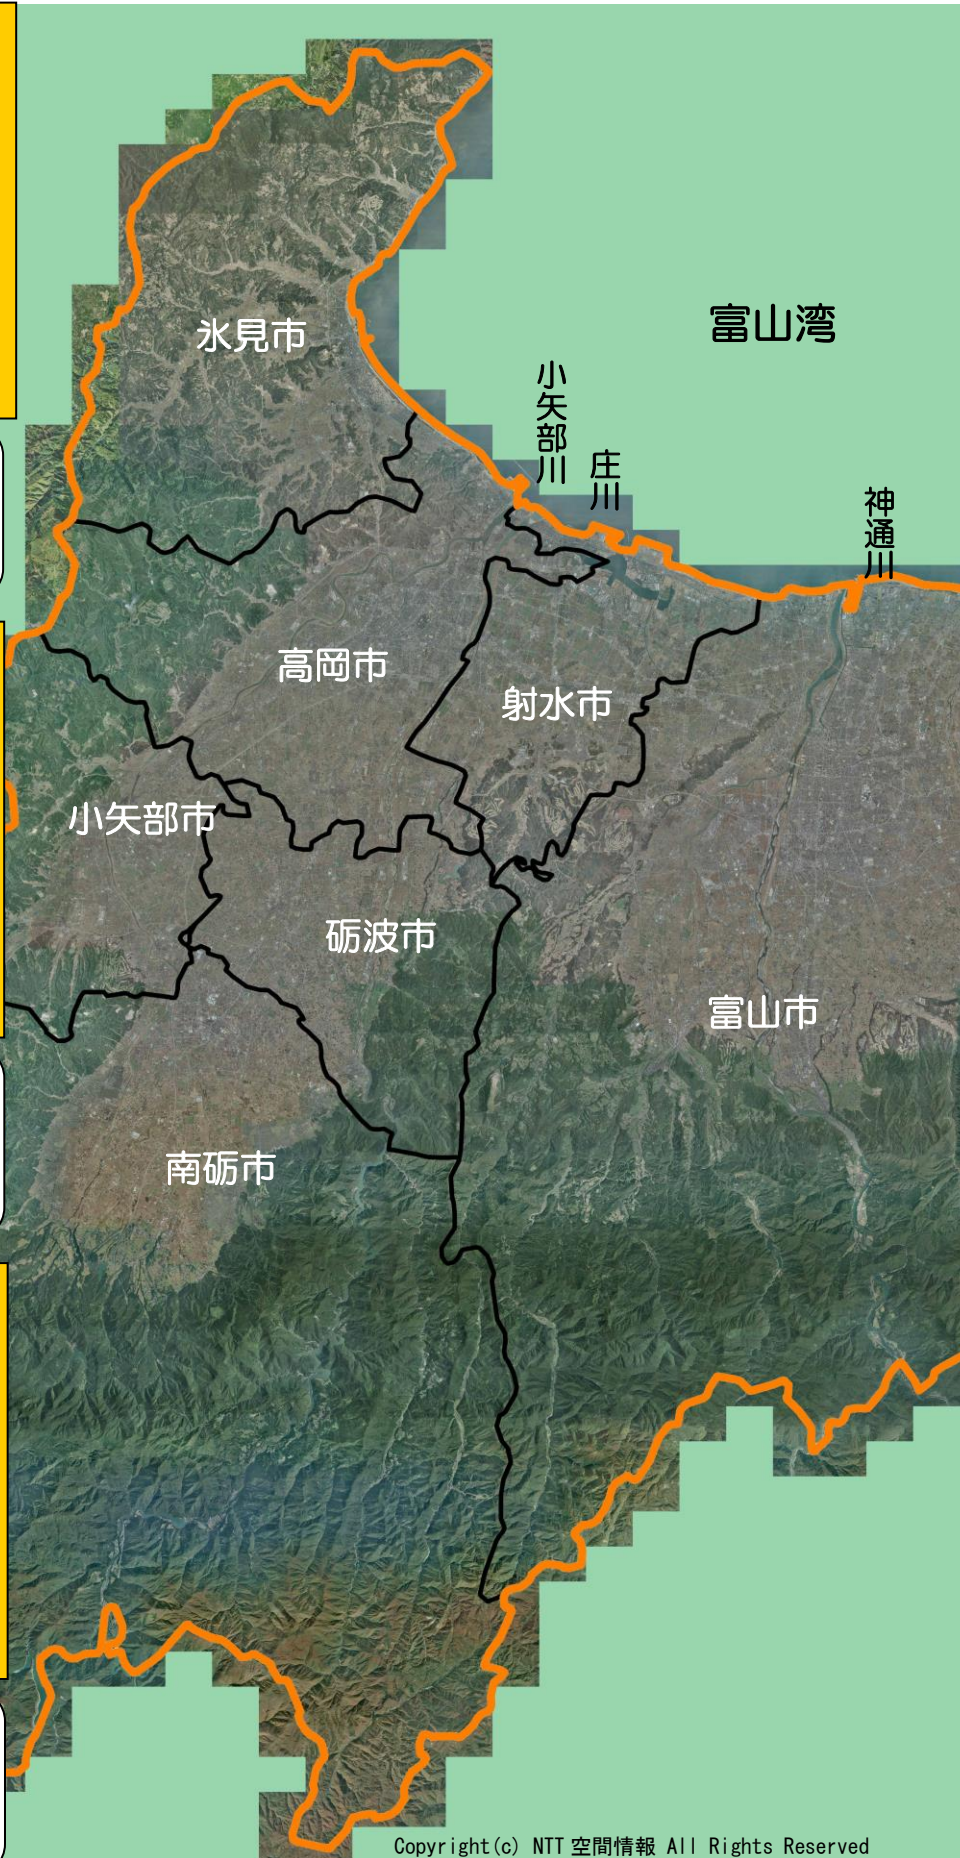 富山湾
氷見市
小矢部川
庄川
神通川
高岡市
射水市
小矢部市
砺波市
富山市
南砺市
Copyright(c) NTT空間情報 All Rights Reserved